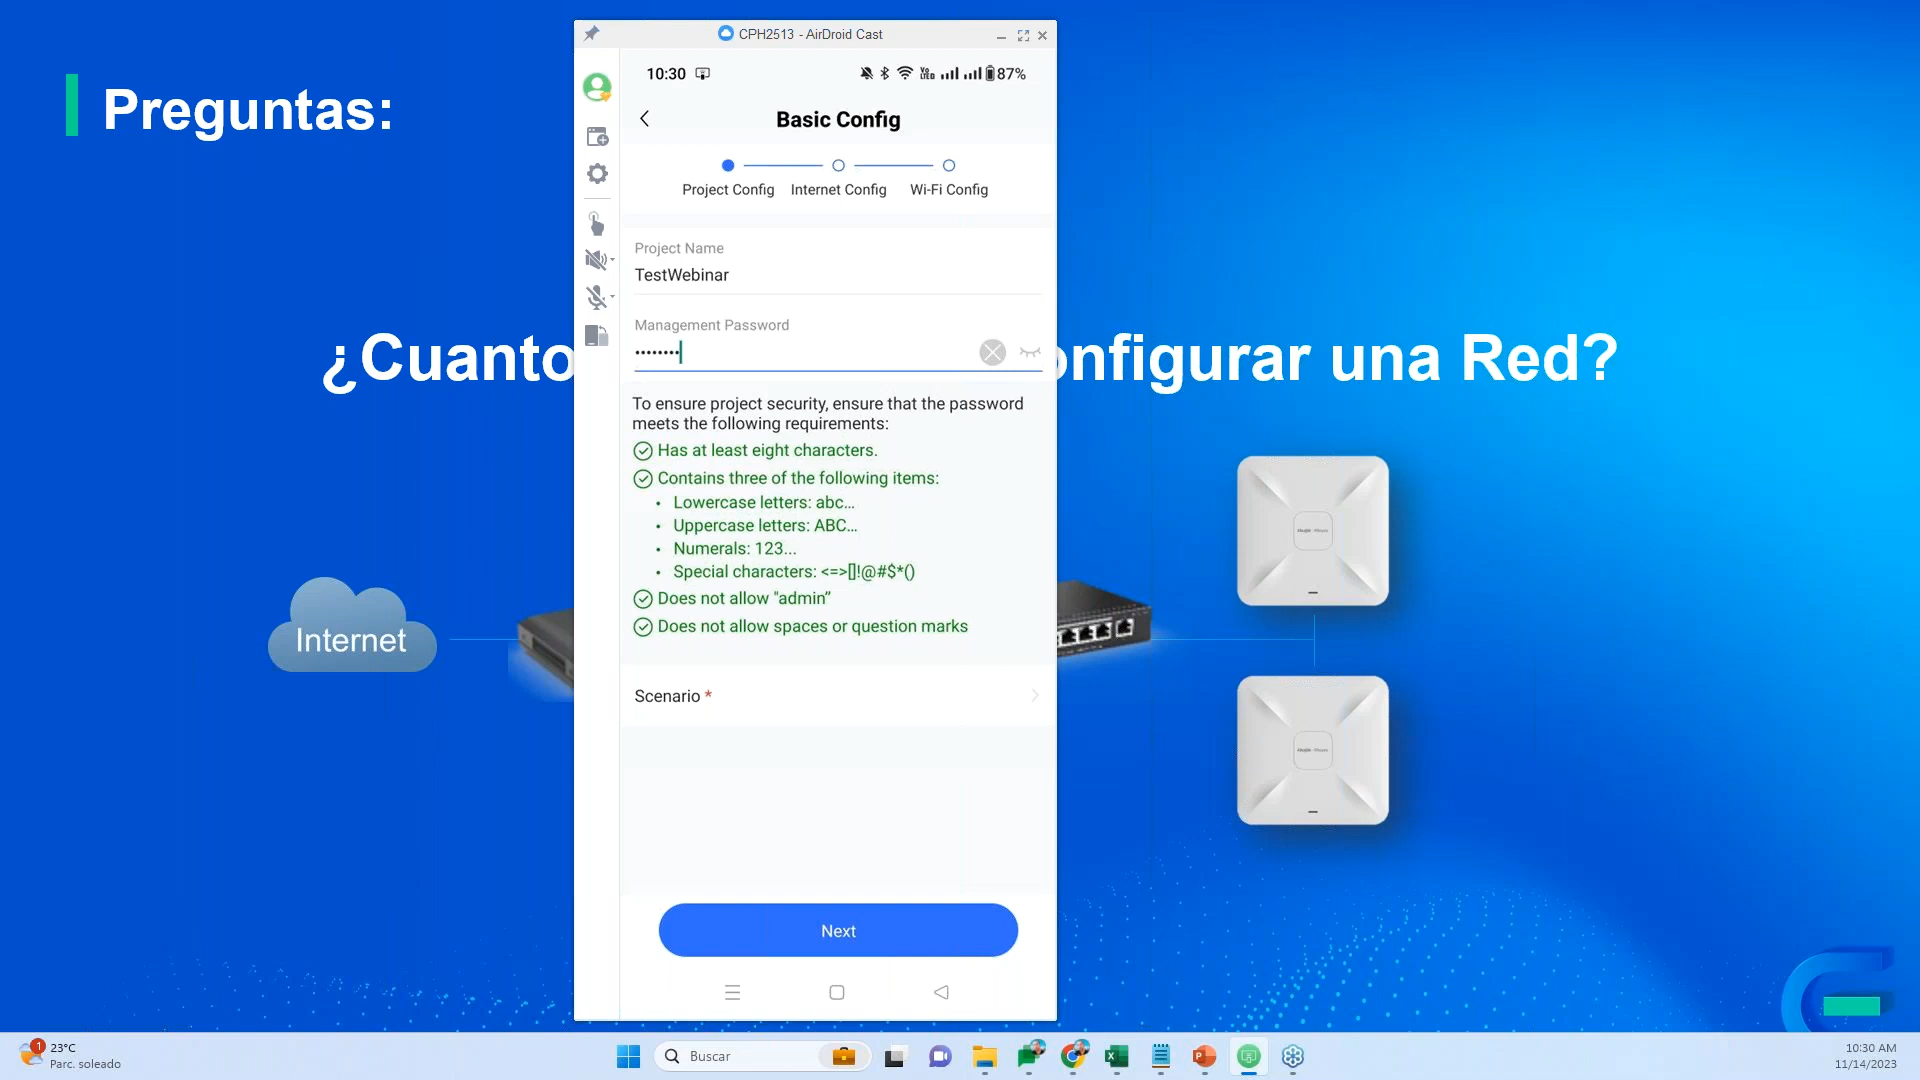 CPH2513 - AirDroid Cast
Preguntas:
10:30
87%
Basic Config
Project Config
Internet Config
Wi-Fi Config
Project Name
TestWebinar
Management Password
••••••••
¿Cuanto
onfigurar una Red?
To ensure project security, ensure that the password
meets the following requirements:
Has at least eight characters.
Contains three of the following items:
• Lowercase letters: abc...
• Uppercase letters: ABC...
• Numerals: 123...
• Special characters: <=>[]!@#$*()
Does not allow "admin"
Does not allow spaces or question marks
Internet
Scenario *
Next
1
23°C
Parc. soleado
Buscar
10:30 AM
11/14/2023